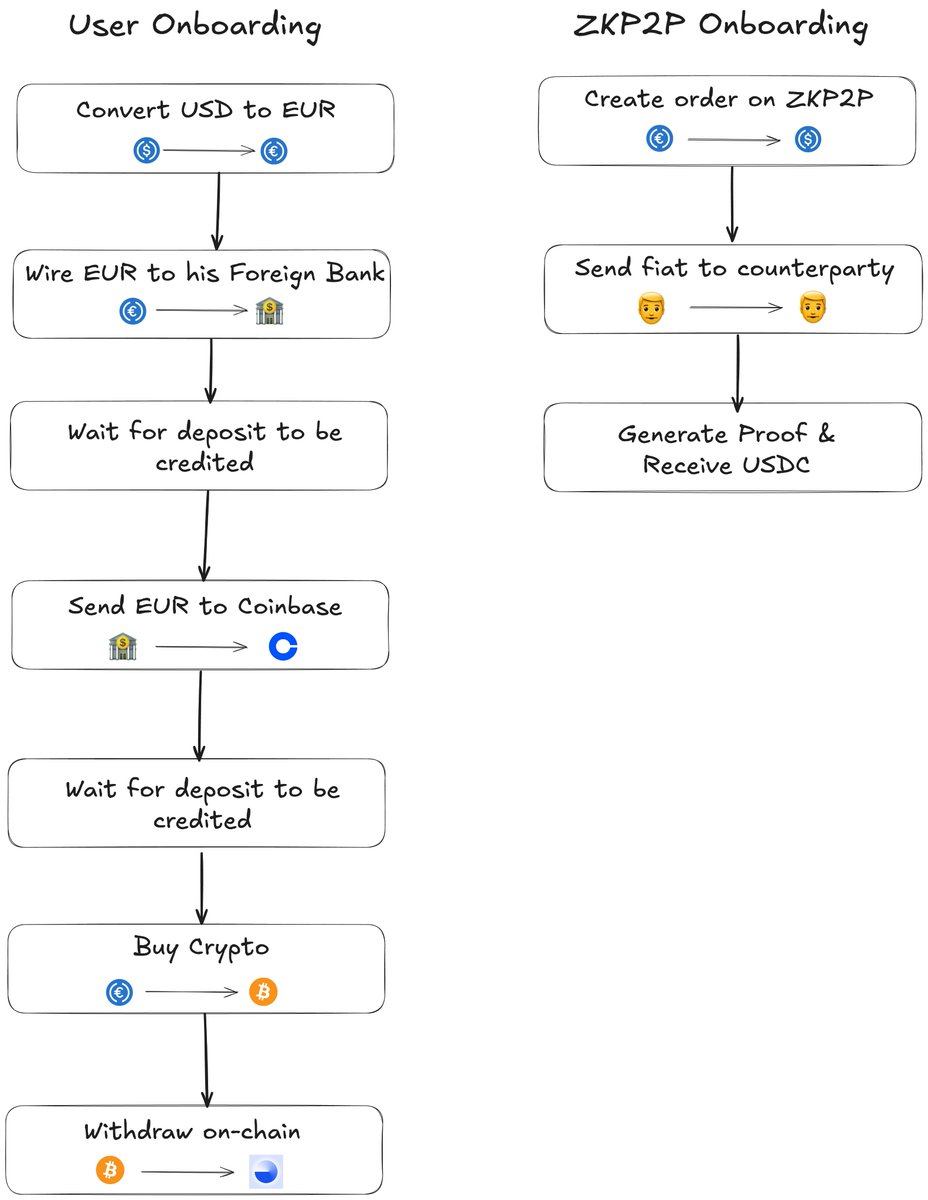 User Onboarding
Convert USD to EUR
Wire EUR to his Foreign Bank
Wait for deposit to be
credited
Send EUR to Coinbase
Wait for deposit to be
credited
Buy Crypto
Withdraw on-chain
ZKP2P Onboarding
Create order on ZKP2P
Send fiat to counterparty
Generate Proof &
Receive USDC